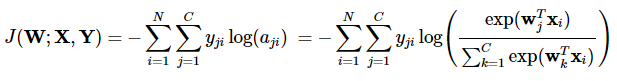 J(W; X, Y) = − ∑_{i=1}^{N} ∑_{j=1}^{C} y_{ji} log(a_{ji}) = − ∑_{i=1}^{N} ∑_{j=1}^{C} y_{ji} log( exp(w_j^T x_i) / ∑_{k=1}^{C} exp(w_k^T x_i) )